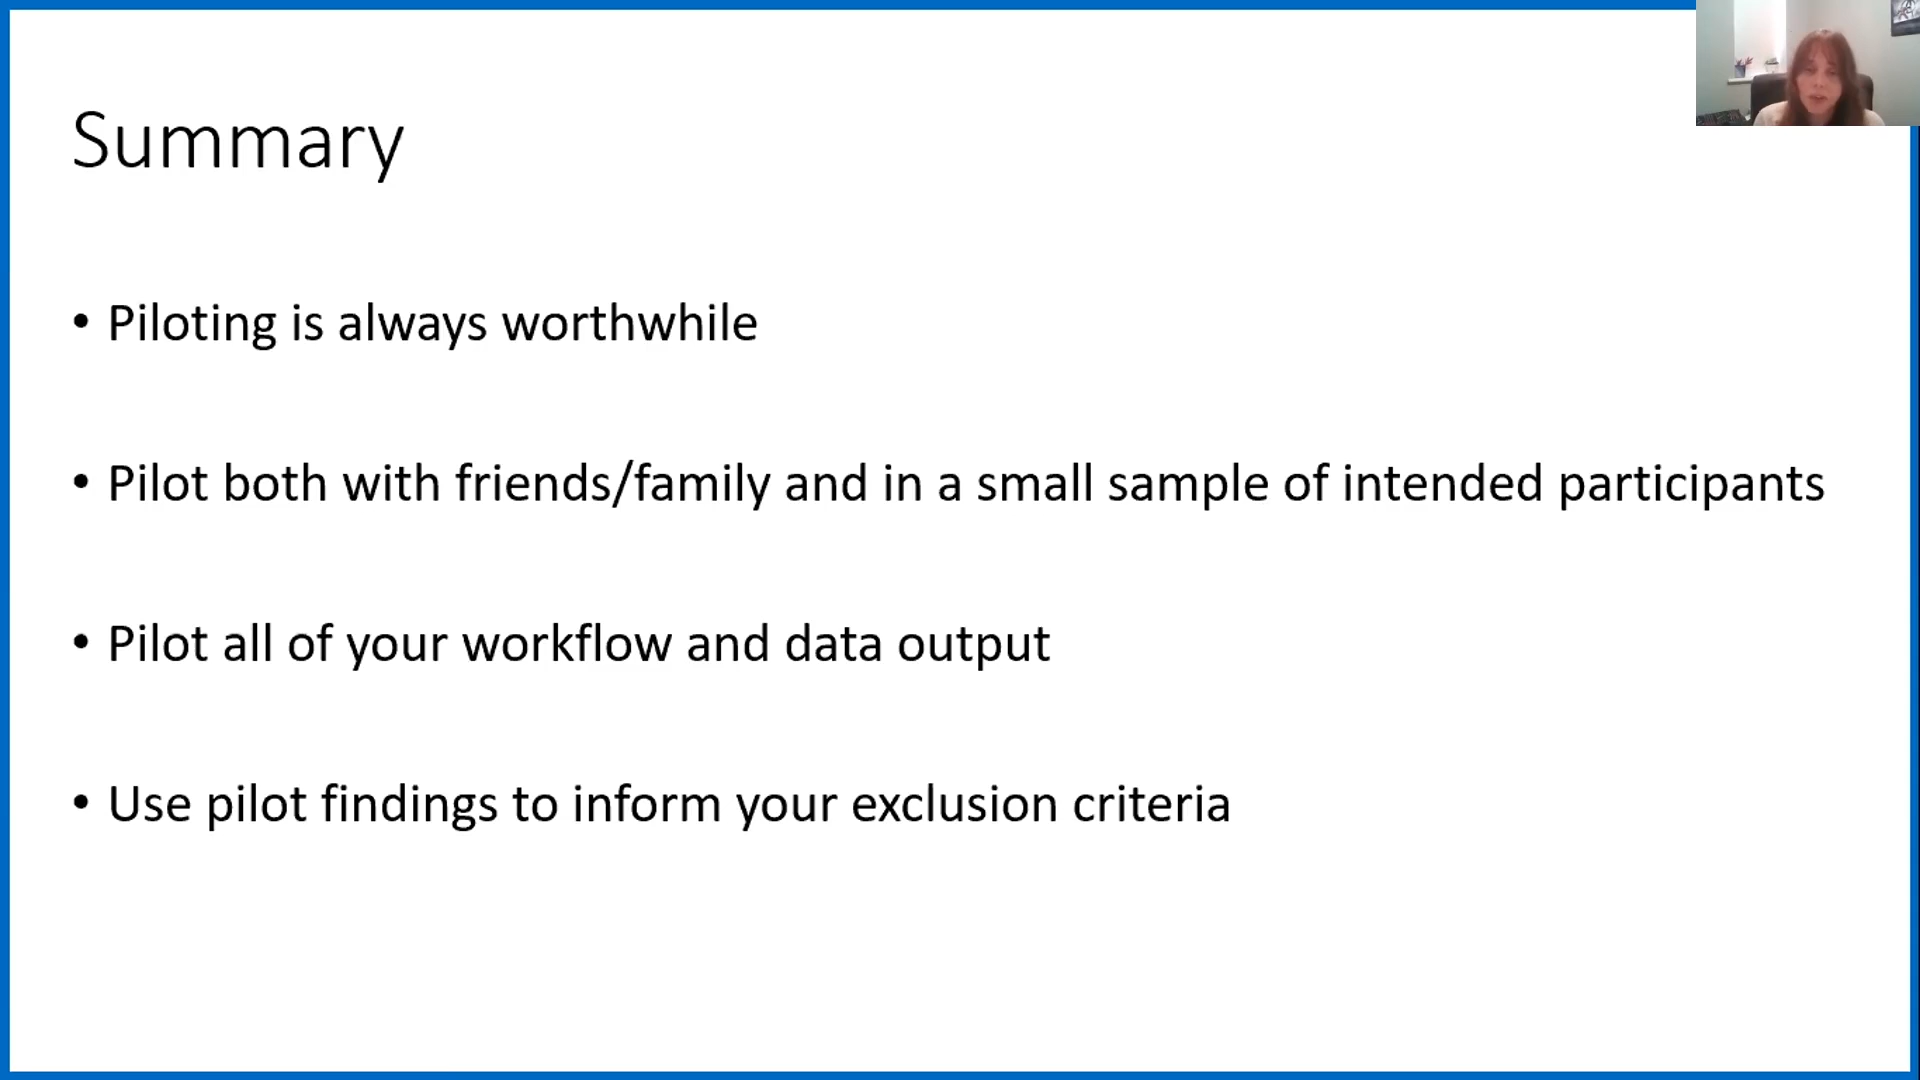 Summary
• Piloting is always worthwhile
• Pilot both with friends/family and in a small sample of intended participants
• Pilot all of your workflow and data output
• Use pilot findings to inform your exclusion criteria